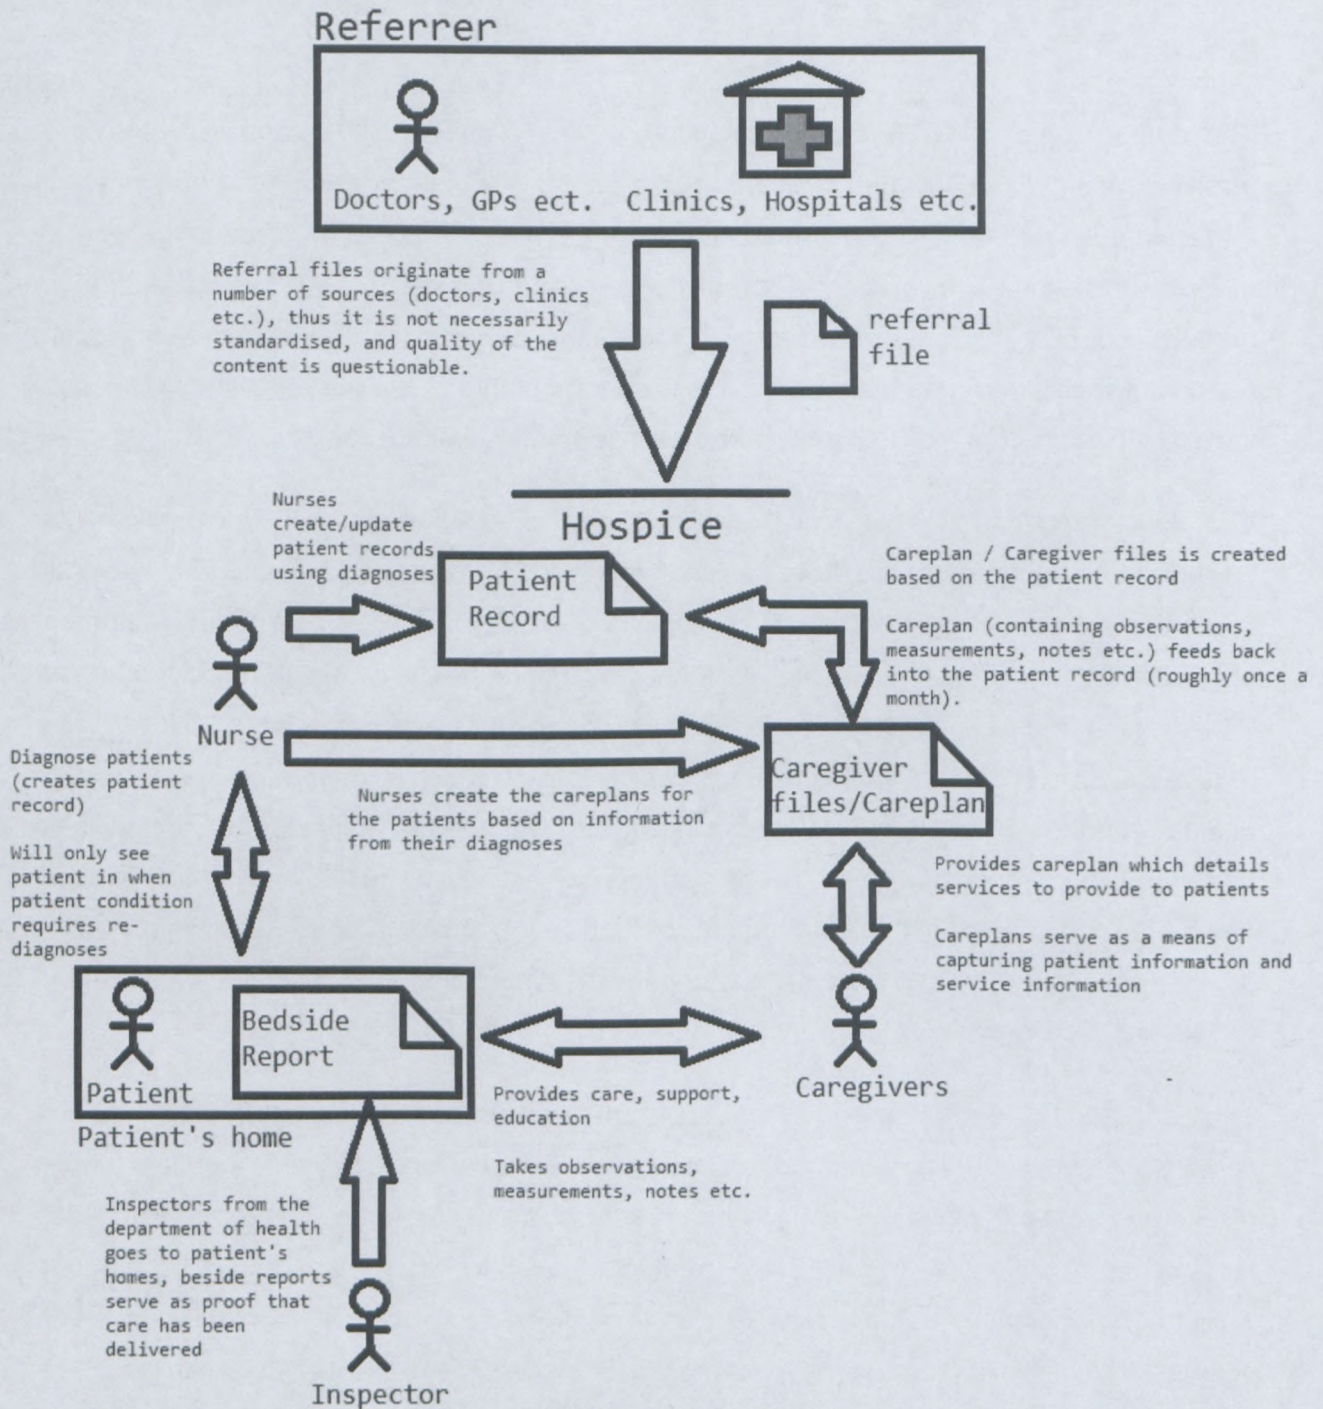 Referrer
Doctors, GPs ect.
Clinics, Hospitals etc.
Referral files originate from a
number of sources (doctors, clinics
etc.), thus it is not necessarily
standardised, and quality of the
content is questionable.
referral
file
Hospice
Nurses
create/update
patient records
using diagnoses
Patient
Record
Careplan / Caregiver files is created
based on the patient record
Careplan (containing observations,
measurements, notes etc.) feeds back
into the patient record (roughly once a
month).
Nurse
Diagnose patients
(creates patient
record)
Will only see
patient in when
patient condition
requires re-
diagnoses
Nurses create the careplans for
the patients based on information
from their diagnoses
Caregiver
files/Careplan
Provides careplan which details
services to provide to patients
Careplans serve as a means of
capturing patient information and
service information
Patient
Bedside
Report
Patient's home
Provides care, support,
education
Takes observations,
measurements, notes etc.
Caregivers
Inspectors from the
department of health
goes to patient's
homes, beside reports
serve as proof that
care has been
delivered
Inspector